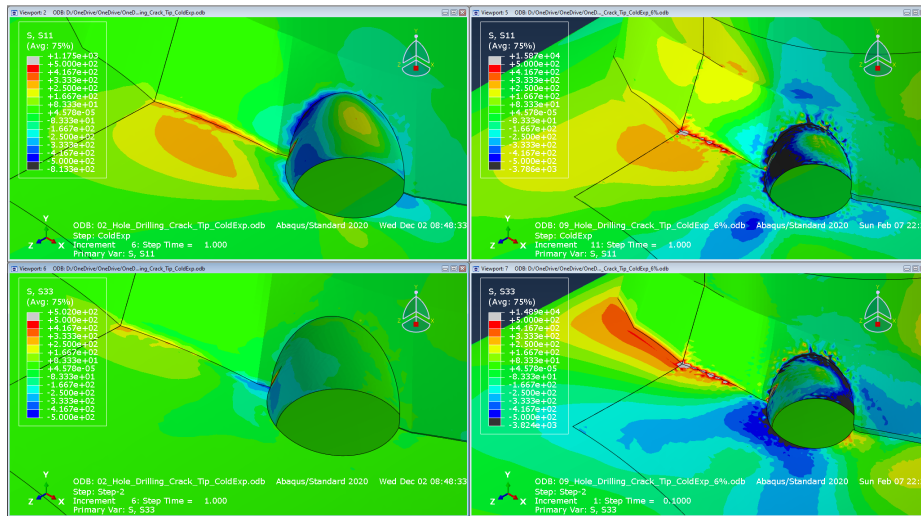 Viewport: 2 ODB: D:/OneDrive/OneDrive/OneD...ing_Crack_Tip_ColdExp.odb
S, S11
(Avg: 75%)
+1.175e+03
+5.000e+02
+4.167e+02
+3.333e+02
+2.500e+02
+1.667e+02
+8.333e+01
+4.578e-05
-8.333e+01
-1.667e+02
-2.500e+02
-3.333e+02
-4.167e+02
-5.000e+02
-8.133e+02
Y
Z X
ODB: 02_Hole_Drilling_Crack_Tip_ColdExp.odb Abaqus/Standard 2020 Wed Dec 02 08:48:33
Step: ColdExp
Increment 6: Step Time = 1.000
Primary Var: S, S11
Viewport: 5 ODB: D:/OneDrive/OneDrive/OneD..._Crack_Tip_ColdExp_6%.odb
S, S11
(Avg: 75%)
+1.587e+04
+5.000e+02
+4.167e+02
+3.333e+02
+2.500e+02
+1.667e+02
+8.333e+01
+4.578e-05
-8.333e+01
-1.667e+02
-2.500e+02
-3.333e+02
-4.167e+02
-5.000e+02
-3.786e+03
Y
Z X
ODB: 09_Hole_Drilling_Crack_Tip_ColdExp_6%.odb Abaqus/Standard 2020 Sun Feb 07 22:
Step: ColdExp
Increment 11: Step Time = 1.000
Primary Var: S, S11
Viewport: 6 ODB: D:/OneDrive/OneDrive/OneD...ing_Crack_Tip_ColdExp.odb
S, S33
(Avg: 75%)
+5.020e+02
+5.000e+02
+4.167e+02
+3.333e+02
+2.500e+02
+1.667e+02
+8.333e+01
+4.578e-05
-8.333e+01
-1.667e+02
-2.500e+02
-3.333e+02
-4.167e+02
-5.000e+02
Y
Z X
ODB: 02_Hole_Drilling_Crack_Tip_ColdExp.odb Abaqus/Standard 2020 Wed Dec 02 08:48:33
Step: Step-2
Increment 6: Step Time = 1.000
Primary Var: S, S33
Viewport: 7 ODB: D:/OneDrive/OneDrive/OneD..._Crack_Tip_ColdExp_6%.odb
S, S33
(Avg: 75%)
+1.489e+04
+5.000e+02
+4.167e+02
+3.333e+02
+2.500e+02
+1.667e+02
+8.333e+01
+4.578e-05
-8.333e+01
-1.667e+02
-2.500e+02
-3.333e+02
-4.167e+02
-5.000e+02
-3.824e+03
Y
Z X
ODB: 09_Hole_Drilling_Crack_Tip_ColdExp_6%.odb Abaqus/Standard 2020 Sun Feb 07 22:
Step: Step-2
Increment 1: Step Time = 0.1000
Primary Var: S, S33